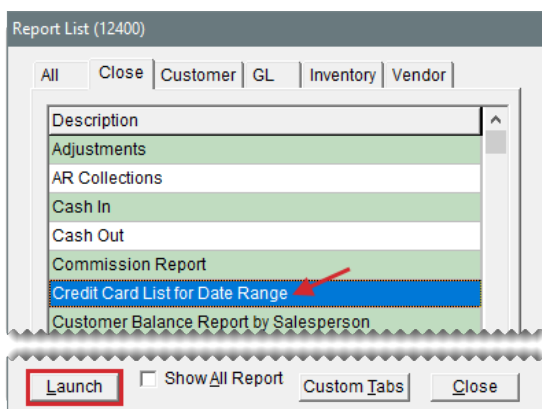 Report List (12400)
All Close Customer GL Inventory Vendor
Description
Adjustments
AR Collections
Cash In
Cash Out
Commission Report
Credit Card List for Date Range
Customer Balance Report by Salesperson
Launch Show All Report Custom Tabs Close